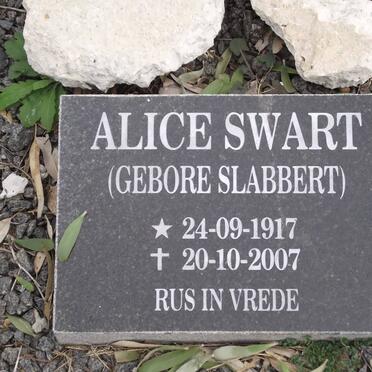 ALICE SWART
(GEBORE SLABBERT)
★ 24-09-1917
✝ 20-10-2007
RUS IN VREDE